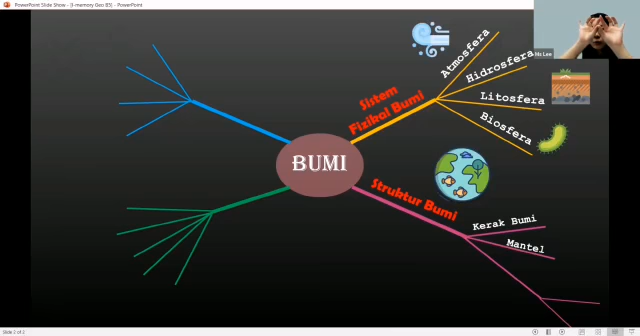 PowerPoint Slide Show - [I-memory Geo B3] - PowerPoint
Ms Lee
Atmosfera
Hidrosfera
Litosfera
Biosfera
Sistem
Fizikal Bumi
BUMI
Struktur Bumi
Kerak Bumi
Mantel
Slide 2 of 2